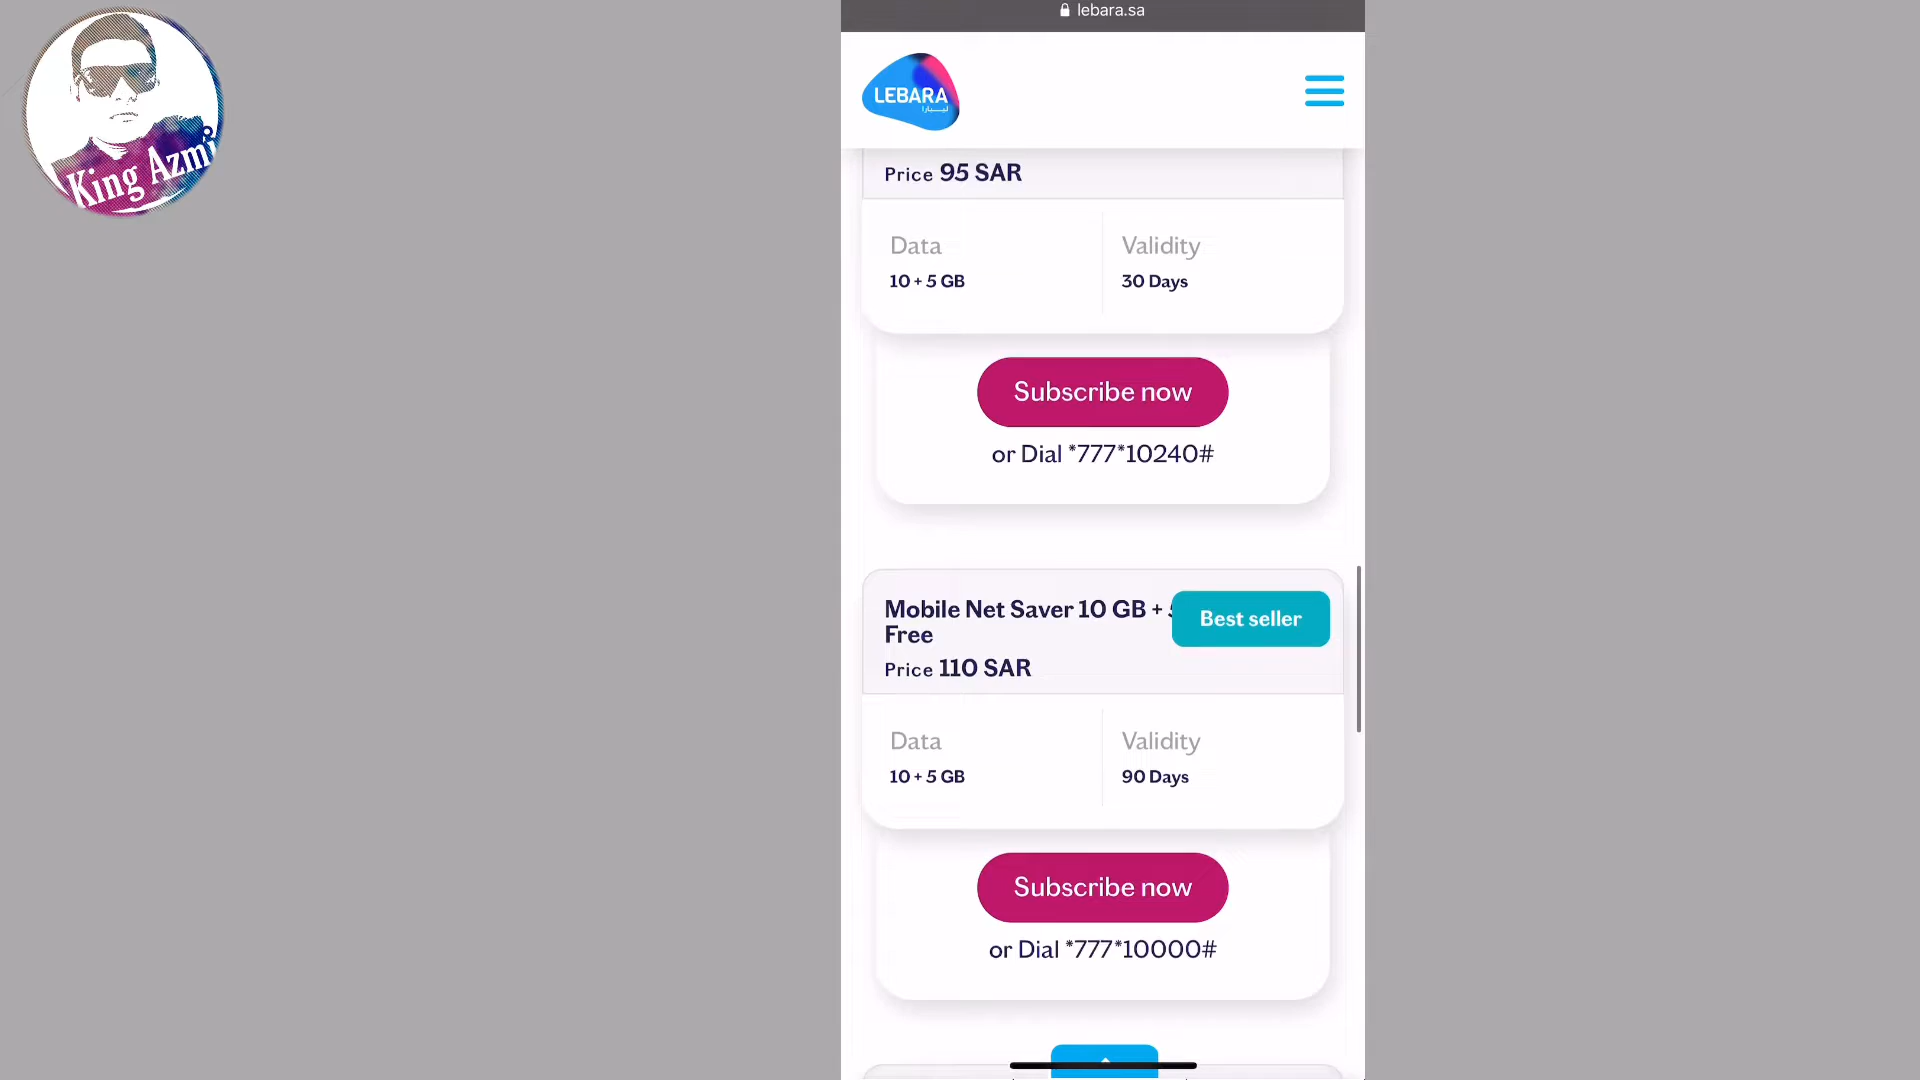 lebara.sa
King Azmi
LEBARA
ليبارا
Price 95 SAR
Data
Validity
10 + 5 GB
30 Days
Subscribe now
or Dial *777*10240#
Mobile Net Saver 10 GB +
Best seller
Free
Price 110 SAR
Data
Validity
10 + 5 GB
90 Days
Subscribe now
or Dial *777*10000#